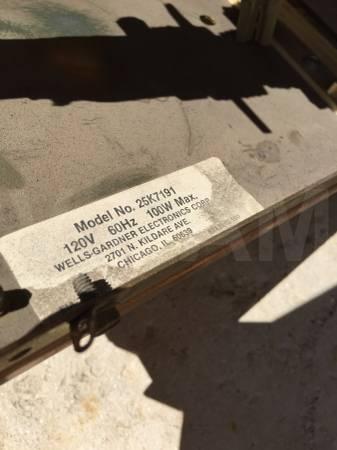 Model No. 25K7191
120V 60Hz 100W Max.
WELLS-GARDNER ELECTRONICS CORP.
2701 N. KILDARE AVE.
CHICAGO, IL 60639